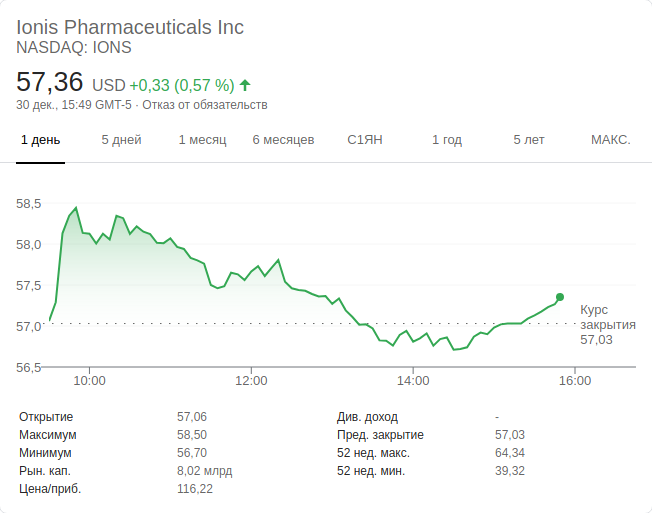 Ionis Pharmaceuticals Inc
NASDAQ: IONS
57,36 USD +0,33 (0,57 %)
30 дек., 15:49 GMT-5 · Отказ от обязательств
1 день 5 дней 1 месяц 6 месяцев С1ЯН 1 год 5 лет МАКС.
58,5
58,0
57,5
57,0
56,5
Курс
закрытия
57,03
10:00 12:00 14:00 16:00
Открытие 57,06 Див. доход -
Максимум 58,50 Пред. закрытие 57,03
Минимум 56,70 52 нед. макс. 64,34
Рын. кап. 8,02 млрд 52 нед. мин. 39,32
Цена/приб. 116,22